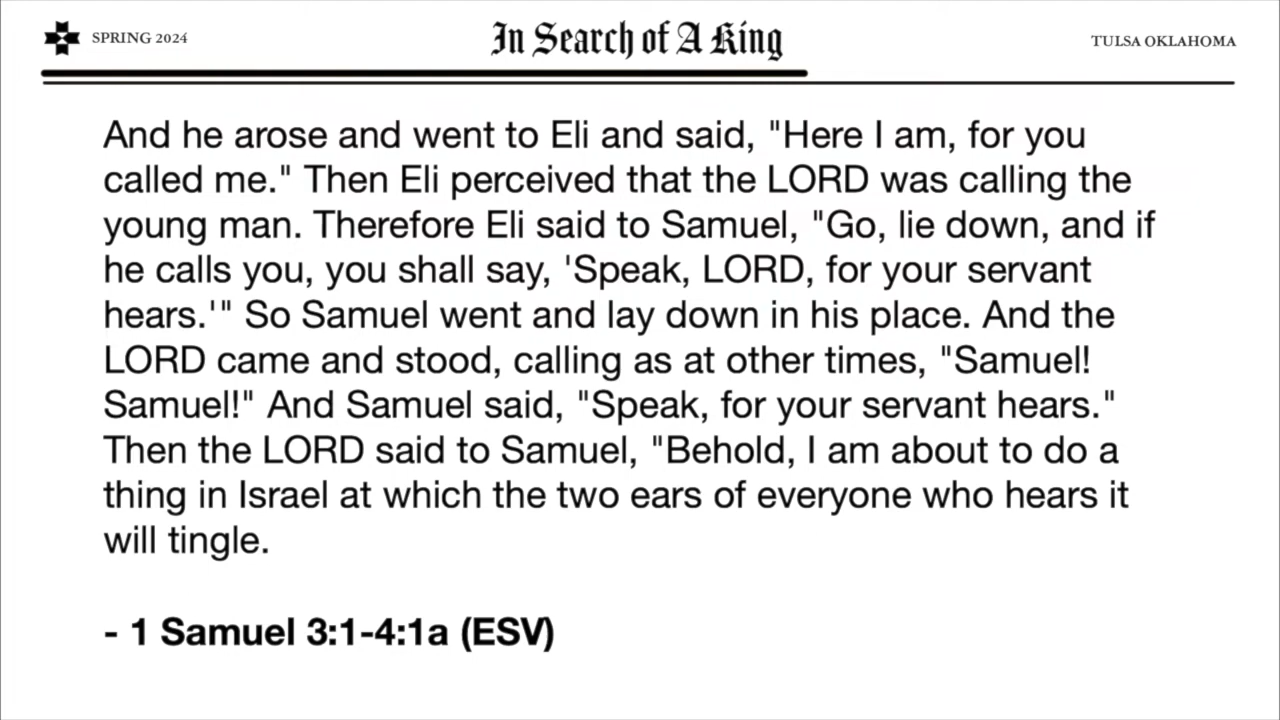 SPRING 2024
In Search of A King
TULSA OKLAHOMA
And he arose and went to Eli and said, "Here I am, for you
called me." Then Eli perceived that the LORD was calling the
young man. Therefore Eli said to Samuel, "Go, lie down, and if
he calls you, you shall say, 'Speak, LORD, for your servant
hears.'" So Samuel went and lay down in his place. And the
LORD came and stood, calling as at other times, "Samuel!
Samuel!" And Samuel said, "Speak, for your servant hears."
Then the LORD said to Samuel, "Behold, I am about to do a
thing in Israel at which the two ears of everyone who hears it
will tingle.
- 1 Samuel 3:1-4:1a (ESV)